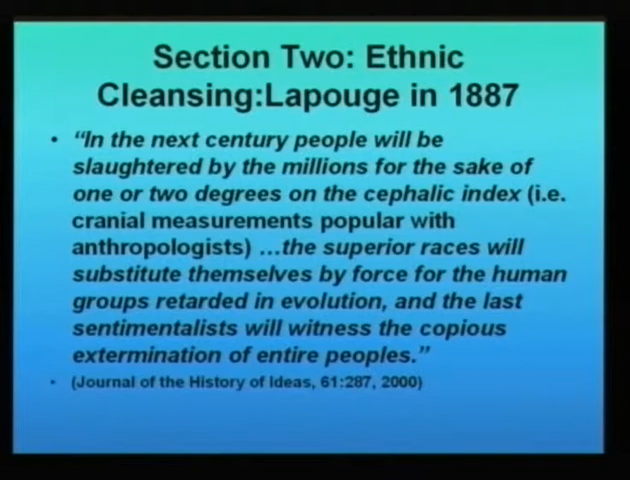 Section Two: Ethnic
Cleansing:Lapouge in 1887
• “In the next century people will be
slaughtered by the millions for the sake of
one or two degrees on the cephalic index (i.e.
cranial measurements popular with
anthropologists) …the superior races will
substitute themselves by force for the human
groups retarded in evolution, and the last
sentimentalists will witness the copious
extermination of entire peoples.”
• (Journal of the History of Ideas, 61:287, 2000)